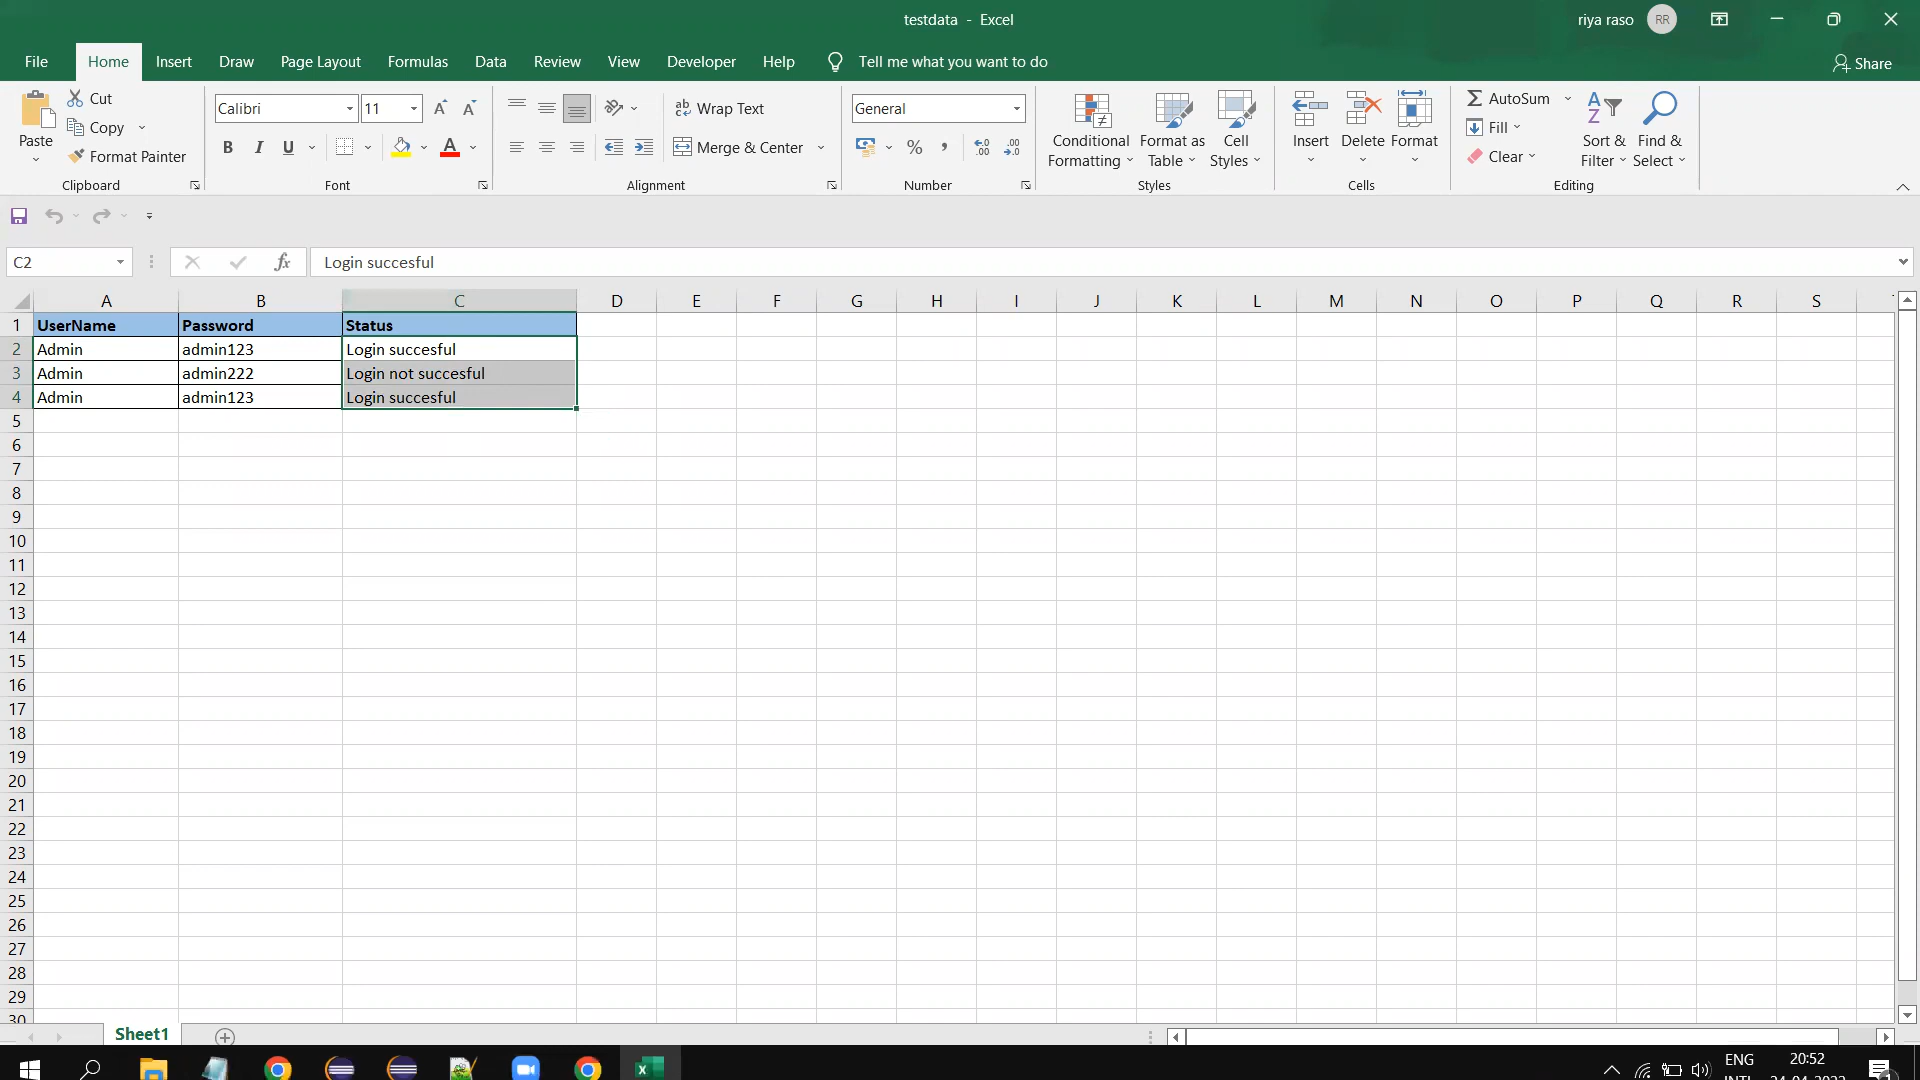 testdata - Excel
riya raso
RR
File
Home
Insert
Draw
Page Layout
Formulas
Data
Review
View
Developer
Help
Tell me what you want to do
Share
Paste
Cut
Copy
Format Painter
Clipboard
Calibri
11
B I U
Font
Wrap Text
Merge & Center
Alignment
General
Number
Conditional Formatting
Format as Table
Cell Styles
Styles
Insert
Delete
Format
Cells
AutoSum
Fill
Clear
Sort & Filter
Find & Select
Editing
C2
fx
Login succesful
A B C D E F G H I J K L M N O P Q R S
1 UserName Password Status
2 Admin admin123 Login succesful
3 Admin admin222 Login not succesful
4 Admin admin123 Login succesful
5
6
7
8
9
10
11
12
13
14
15
16
17
18
19
20
21
22
23
24
25
26
27
28
29
30
Sheet1
ENG
INTL
20:52